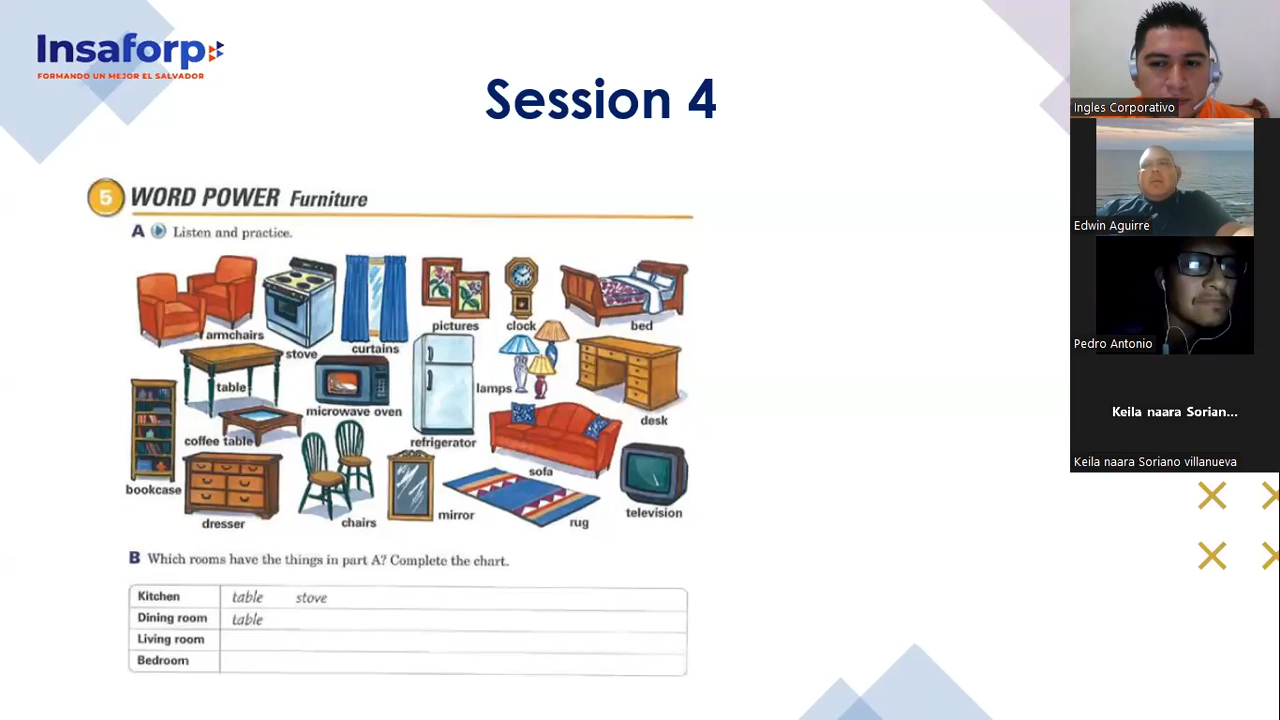 Insaforp
FORMANDO UN MEJOR EL SALVADOR
Session 4
5 WORD POWER Furniture
A Listen and practice.
armchairs
stove
curtains
pictures
clock
bed
table
microwave oven
lamps
desk
coffee table
refrigerator
sofa
bookcase
dresser
chairs
mirror
rug
television
B Which rooms have the things in part A? Complete the chart.
Kitchen table stove
Dining room table
Living room
Bedroom
Ingles Corporativo
Edwin Aguirre
Pedro Antonio
Keila naara Sorian...
Keila naara Soriano villanueva